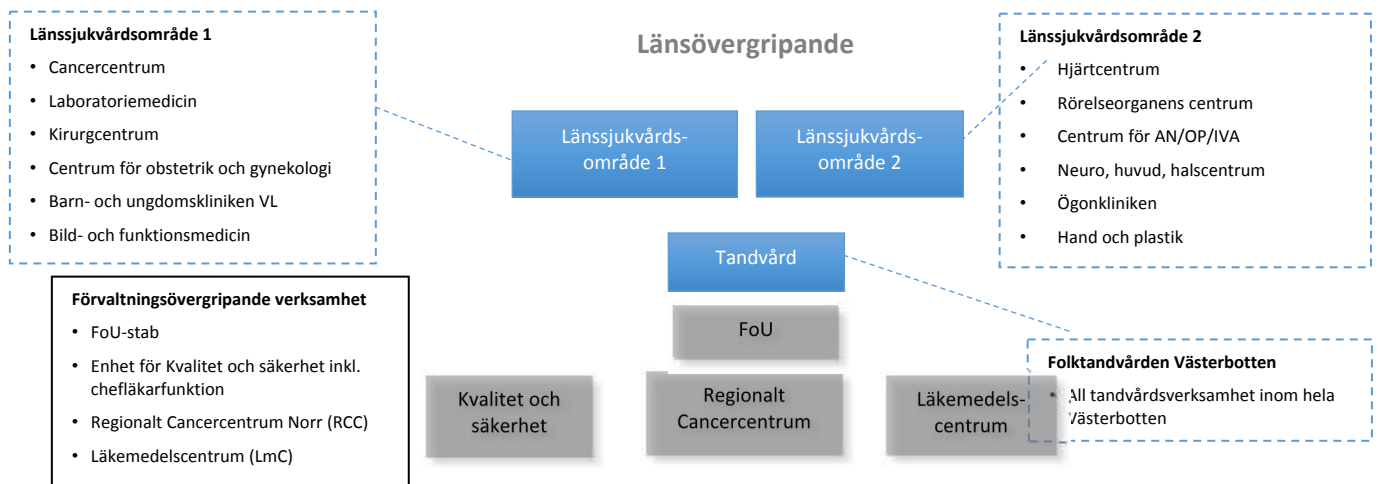 Länsövergripande
Länssjukvårdsområde 1
• Cancercentrum
• Laboratoriemedicin
• Kirurgcentrum
• Centrum för obstetrik och gynekologi
• Barn- och ungdomskliniken VL
• Bild- och funktionsmedicin
Länssjukvårds-
område 1
Länssjukvårds-
område 2
Länssjukvårdsområde 2
• Hjärtcentrum
• Rörelseorganens centrum
• Centrum för AN/OP/IVA
• Neuro, huvud, halscentrum
• Ögonkliniken
• Hand och plastik
Tandvård
Förvaltningsövergripande verksamhet
• FoU-stab
• Enhet för Kvalitet och säkerhet inkl.
chefläkarfunktion
• Regionalt Cancercentrum Norr (RCC)
• Läkemedelscentrum (LmC)
FoU
Kvalitet och
säkerhet
Regionalt
Cancercentrum
Läkemedels-
centrum
Folktandvården Västerbotten
• All tandvårdsverksamhet inom hela
Västerbotten